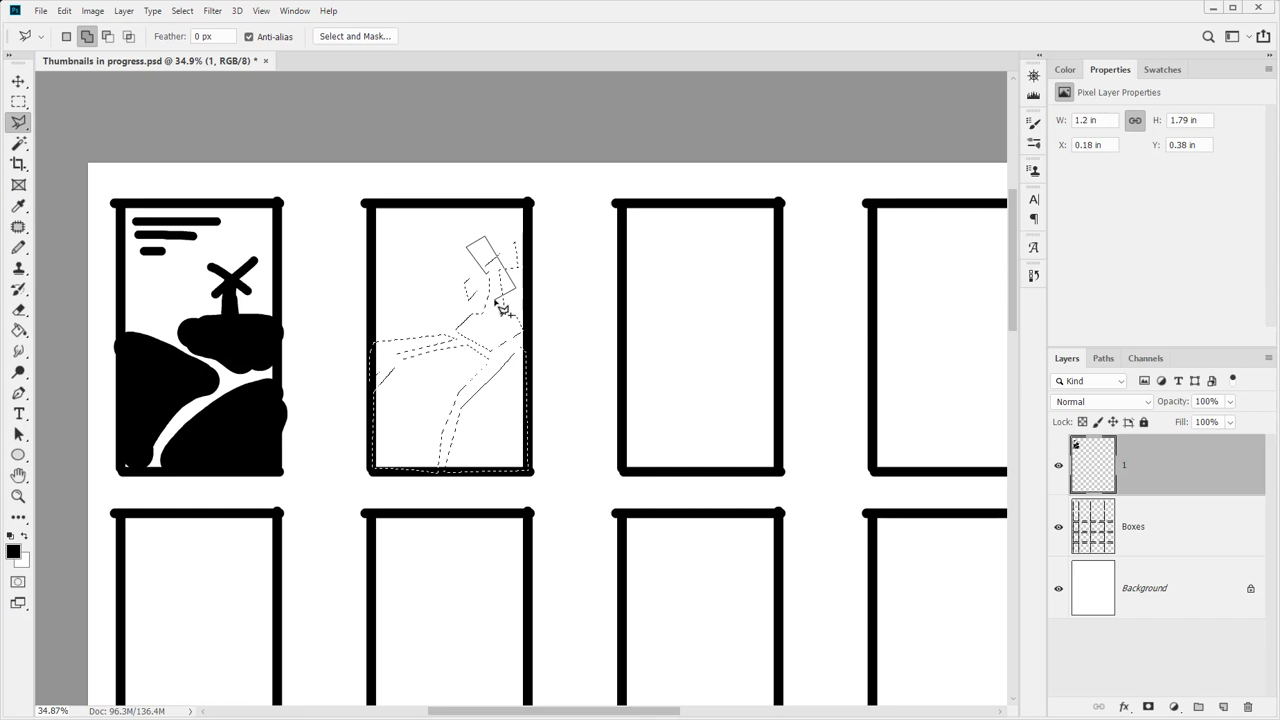 Ps File Edit Image Layer Type Select Filter 3D View Window Help
Feather: 0 px Anti-alias Select and Mask...
Thumbnails in progress.psd @ 34.9% (1, RGB/8) * ×
Color Properties Swatches
Pixel Layer Properties
W: 1.2 in H: 1.79 in
X: 0.18 in Y: 0.38 in
Layers Paths Channels
Kind
Normal Opacity: 100%
Lock: Fill: 100%
1
Boxes
Background
34.87% Doc: 96.3M/136.4M
fx